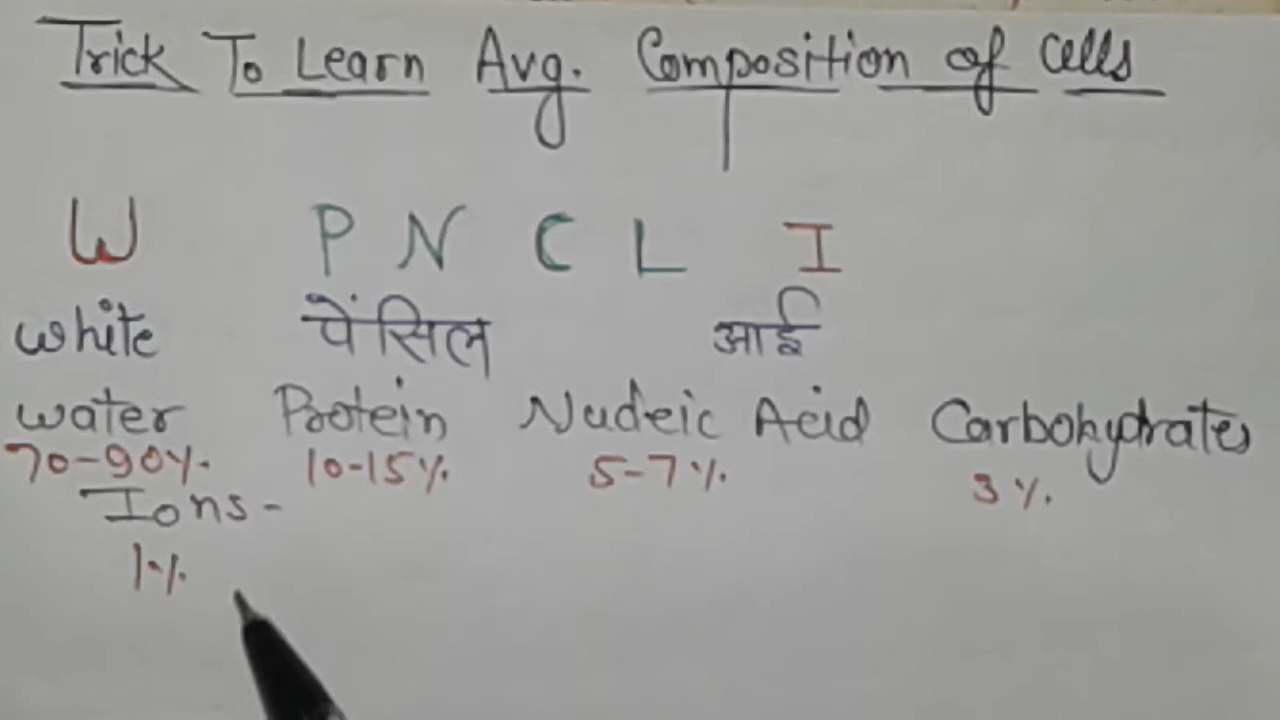 Trick To Learn Avg. Composition of cells
W P N C L I
white पेंसिल आई
water Protein Nucleic Acid Carbohydrates
70-90% 10-15% 5-7% 3%
Ions-
1%